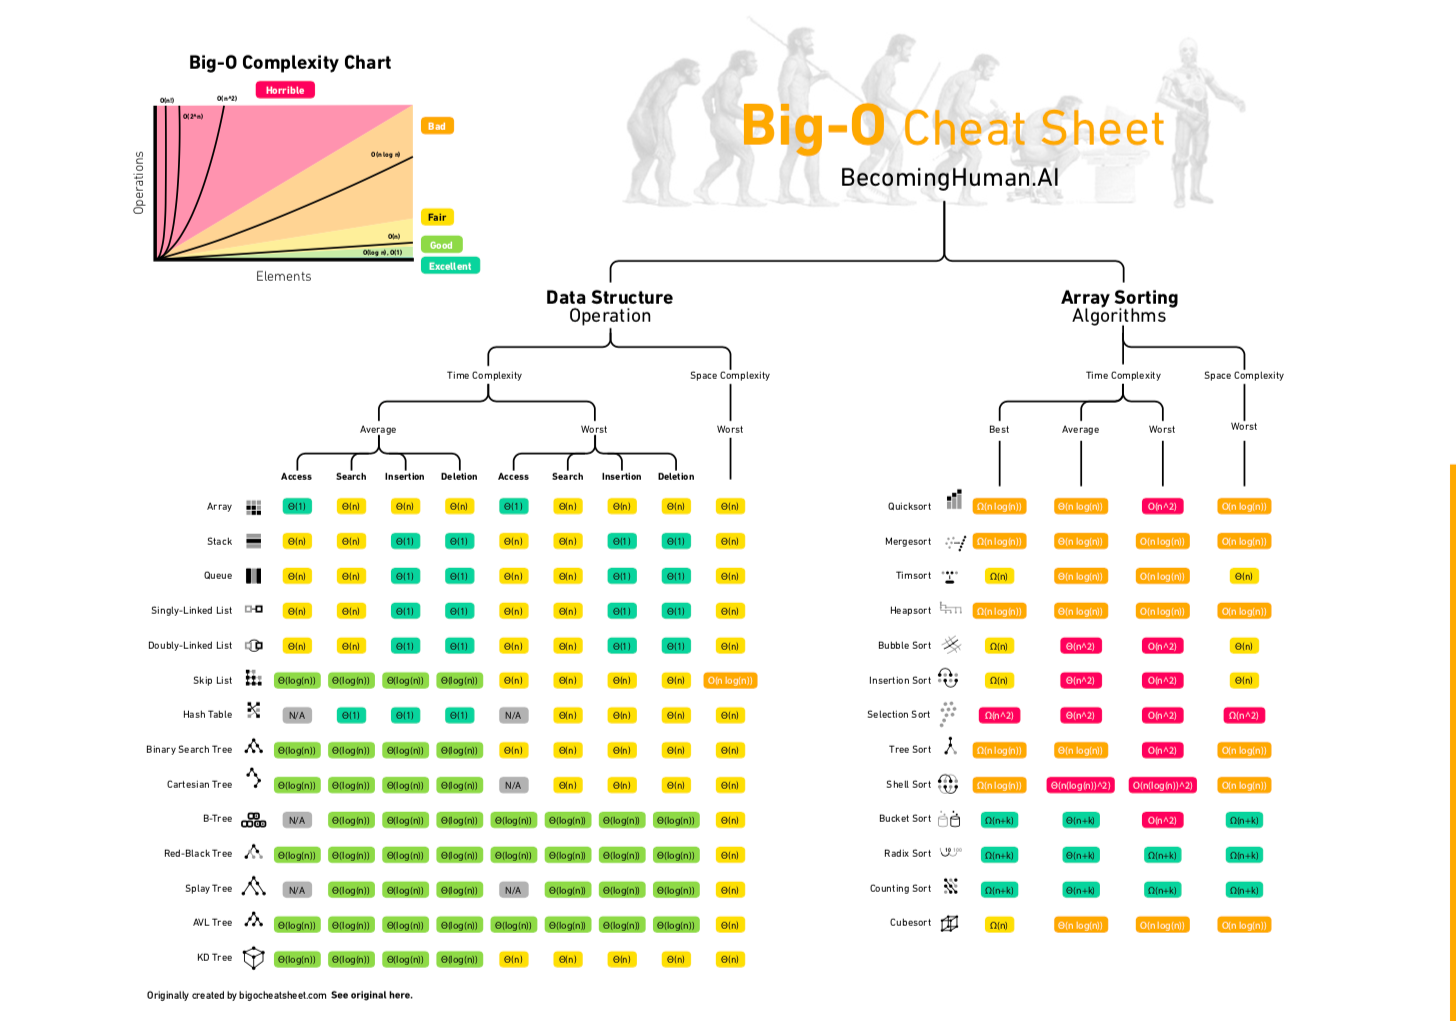 Big-O Complexity Chart
Horrible
O(n!)
O(n^2)
O(2^n)
Bad
O(n log n)
Operations
Fair
O(n)
Good
O(log n), O(1)
Excellent
Elements
Big-O Cheat Sheet
BecomingHuman.AI
Data Structure
Operation
Array Sorting
Algorithms
Time Complexity Space Complexity
Time Complexity Space Complexity
Average Worst Worst
Best Average Worst Worst
Access Search Insertion Deletion Access Search Insertion Deletion
Array Θ(1) Θ(n) Θ(n) Θ(n) Θ(1) Θ(n) Θ(n) Θ(n) Θ(n)
Stack Θ(n) Θ(n) Θ(1) Θ(1) Θ(n) Θ(n) Θ(1) Θ(1) Θ(n)
Queue Θ(n) Θ(n) Θ(1) Θ(1) Θ(n) Θ(n) Θ(1) Θ(1) Θ(n)
Singly-Linked List Θ(n) Θ(n) Θ(1) Θ(1) Θ(n) Θ(n) Θ(1) Θ(1) Θ(n)
Doubly-Linked List Θ(n) Θ(n) Θ(1) Θ(1) Θ(n) Θ(n) Θ(1) Θ(1) Θ(n)
Skip List Θ(log(n)) Θ(log(n)) Θ(log(n)) Θ(log(n)) Θ(n) Θ(n) Θ(n) Θ(n) O(n log(n))
Hash Table N/A Θ(1) Θ(1) Θ(1) N/A Θ(n) Θ(n) Θ(n) Θ(n)
Binary Search Tree Θ(log(n)) Θ(log(n)) Θ(log(n)) Θ(log(n)) Θ(n) Θ(n) Θ(n) Θ(n) Θ(n)
Cartesian Tree Θ(log(n)) Θ(log(n)) Θ(log(n)) Θ(log(n)) N/A Θ(n) Θ(n) Θ(n) Θ(n)
B-Tree N/A Θ(log(n)) Θ(log(n)) Θ(log(n)) Θ(log(n)) Θ(log(n)) Θ(log(n)) Θ(log(n)) Θ(n)
Red-Black Tree Θ(log(n)) Θ(log(n)) Θ(log(n)) Θ(log(n)) Θ(log(n)) Θ(log(n)) Θ(log(n)) Θ(log(n)) Θ(n)
Splay Tree N/A Θ(log(n)) Θ(log(n)) Θ(log(n)) N/A Θ(log(n)) Θ(log(n)) Θ(log(n)) Θ(n)
AVL Tree Θ(log(n)) Θ(log(n)) Θ(log(n)) Θ(log(n)) Θ(log(n)) Θ(log(n)) Θ(log(n)) Θ(log(n)) Θ(n)
KD Tree Θ(log(n)) Θ(log(n)) Θ(log(n)) Θ(log(n)) Θ(n) Θ(n) Θ(n) Θ(n) Θ(n)
Quicksort Ω(n log(n)) Θ(n log(n)) O(n^2) O(n log(n))
Mergesort Ω(n log(n)) Θ(n log(n)) O(n log(n)) O(n log(n))
Timsort Ω(n) Θ(n log(n)) O(n log(n)) Θ(n)
Heapsort Ω(n log(n)) Θ(n log(n)) O(n log(n)) O(n log(n))
Bubble Sort Ω(n) Θ(n^2) O(n^2) Θ(n)
Insertion Sort Ω(n) Θ(n^2) O(n^2) Θ(n)
Selection Sort Ω(n^2) Θ(n^2) O(n^2) Ω(n^2)
Tree Sort Ω(n log(n)) Θ(n log(n)) O(n^2) O(n log(n))
Shell Sort Ω(n log(n)) Θ(n(log(n))^2) O(n(log(n))^2) O(n log(n))
Bucket Sort Ω(n+k) Θ(n+k) O(n^2) Ω(n+k)
Radix Sort 10 100 Ω(n+k) Θ(n+k) Ω(n+k) Ω(n+k)
Counting Sort Ω(n+k) Θ(n+k) Ω(n+k) Ω(n+k)
Cubesort Ω(n) Θ(n log(n)) O(n log(n)) O(n log(n))
Originally created by bigocheatsheet.com See original here.